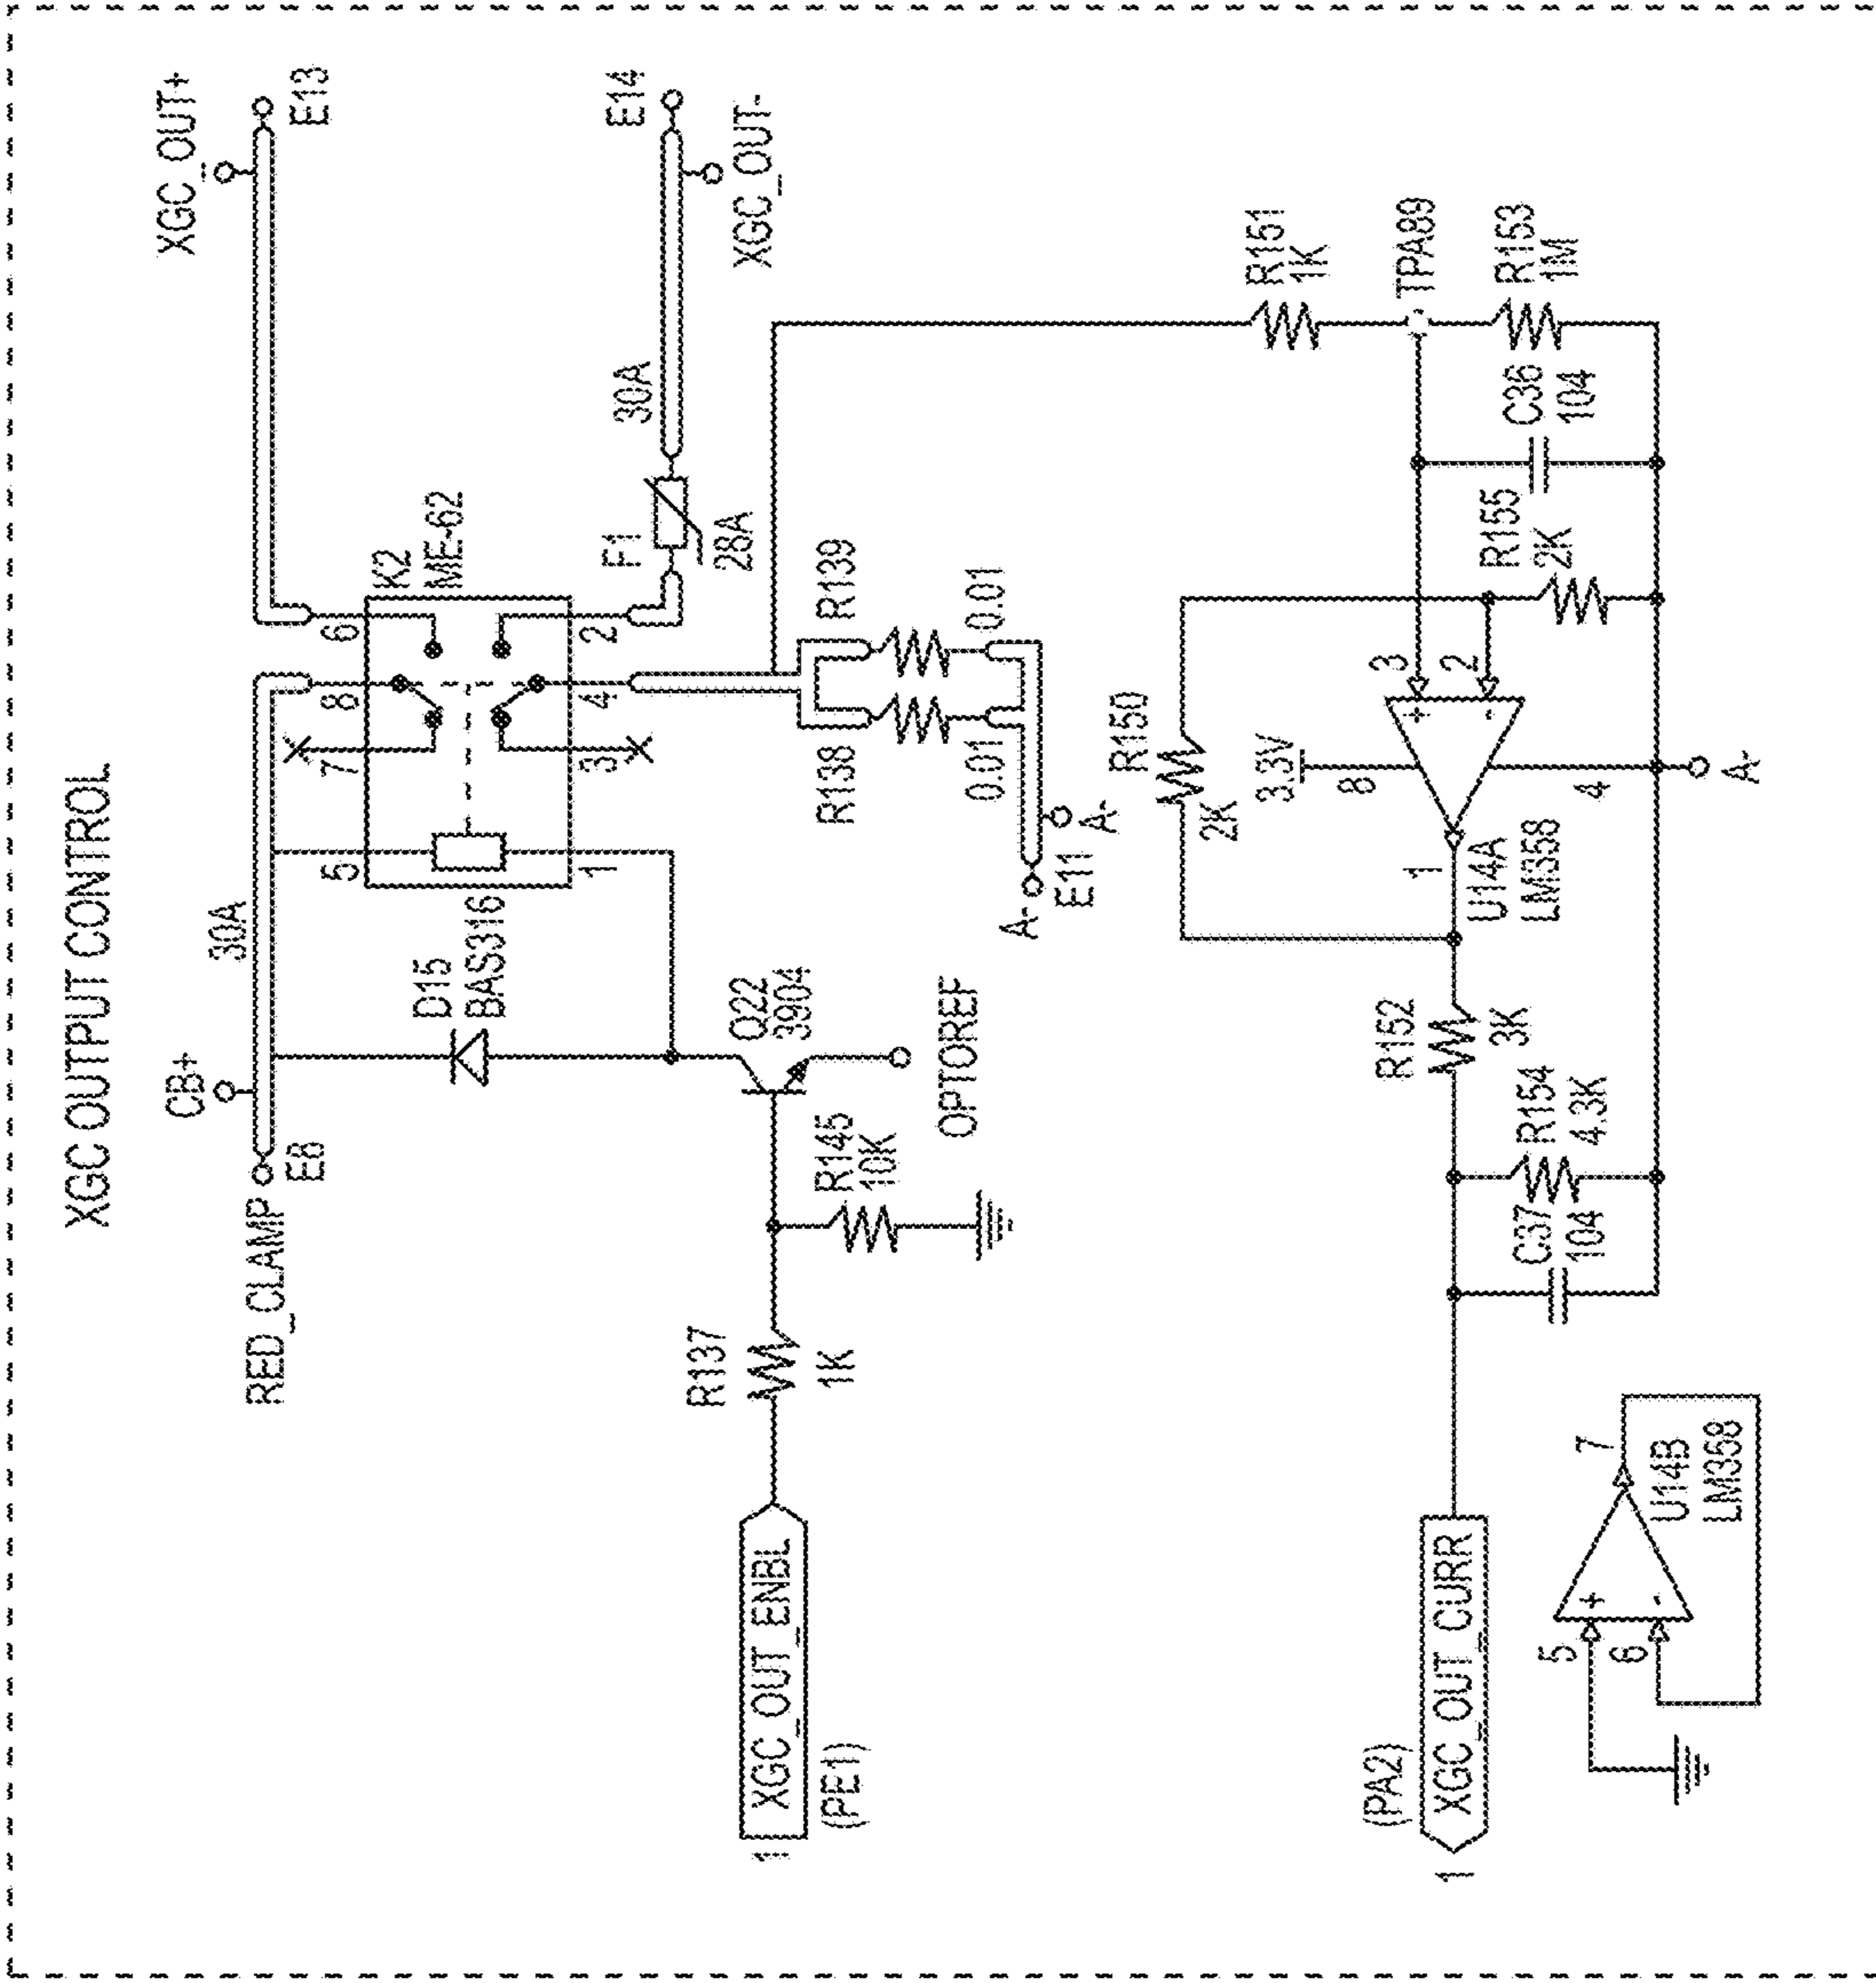 XGC OUTPUT CONTROL
XGC_OUT+
E13
CB+
30A
RED_CLAMP
E8
K2
ME-62
8
6
7
5
1
3
4
2
D15
BAS316
F1
28A
30A
E14
XGC_OUT-
Q22
3904
OPTOREF
R137
1K
R145
10K
1
XGC_OUT_ENBL
(PE1)
R138
R139
0.01
0.01
A-
E11
A-
R150
2K
3.3V
8
3
2
+
-
1
4
U14A
LM358
A-
R151
1K
TPA89
R153
1M
C36
104
R155
2K
R152
3K
R154
4.3K
C37
104
(PA2)
XGC_OUT_CURR
1
5
6
+
-
7
U14B
LM358